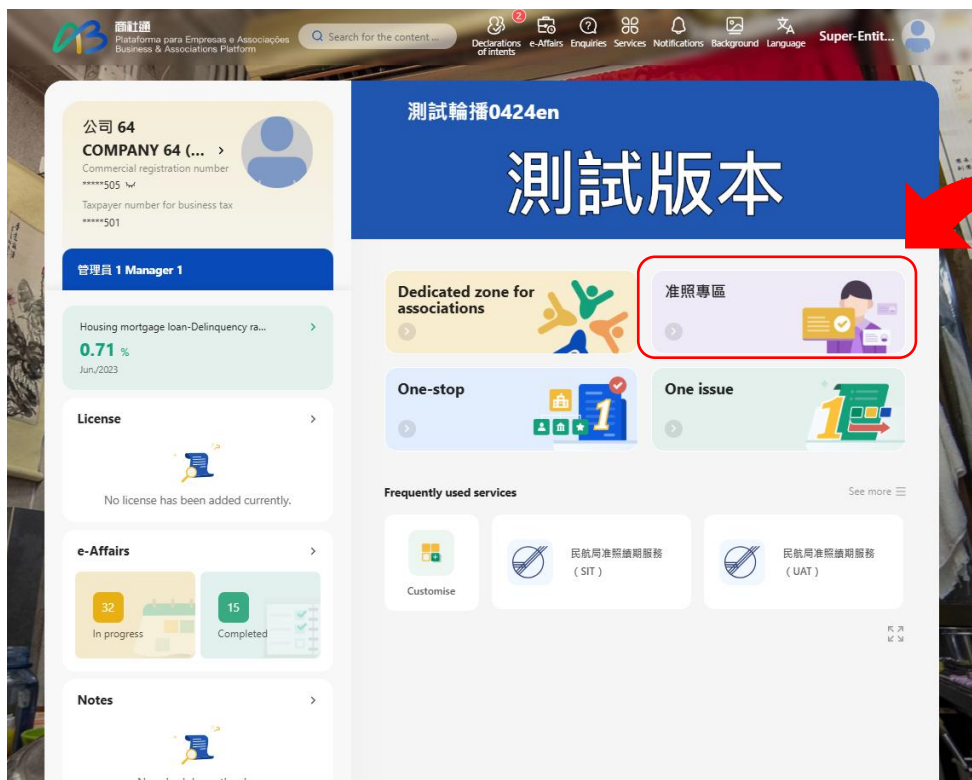 商社通
Plataforma para Empresas e Associações
Business & Associations Platform
Search for the content ...
2
Declarations of intents
e-Affairs
Enquiries
Services
Notifications
Background
Language
Super-Entit...
公司 64
COMPANY 64 (...
Commercial registration number
*****505
Taxpayer number for business tax
*****501
管理員 1 Manager 1
Housing mortgage loan-Delinquency ra...
0.71 %
Jun./2023
License
No license has been added currently.
e-Affairs
32
In progress
15
Completed
Notes
測試輪播0424en
測試版本
Dedicated zone for
associations
准照專區
One-stop
1
One issue
1
Frequently used services
See more
Customise
民航局准照續期服務
（SIT）
民航局准照續期服務
（UAT）